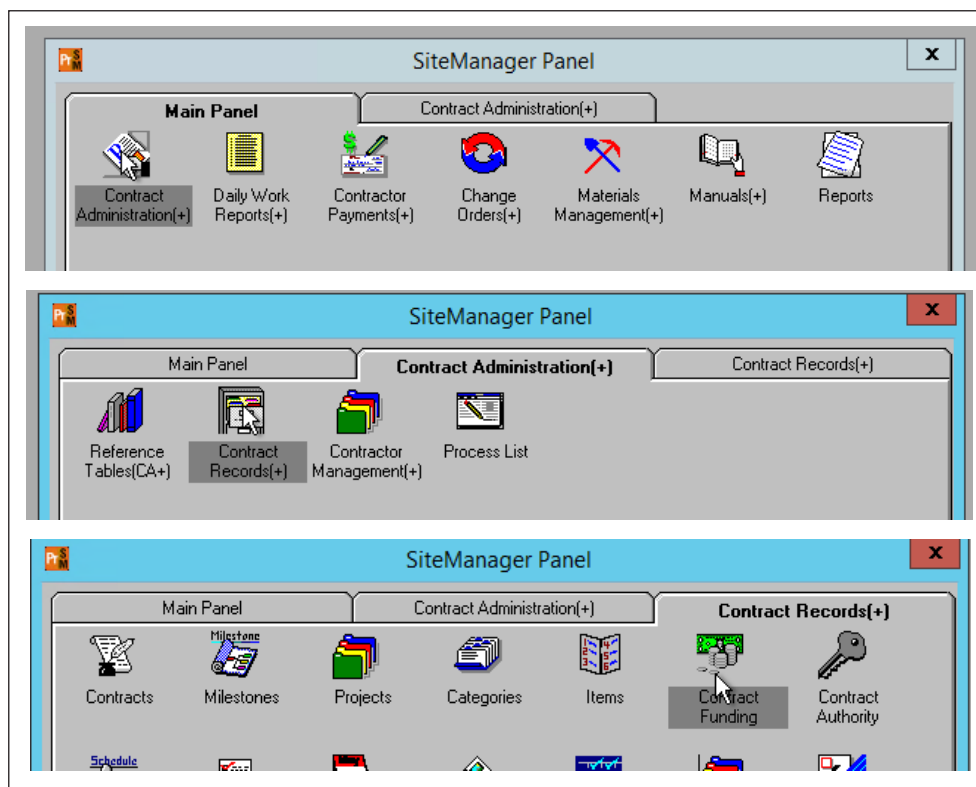 SiteManager Panel
x
Main Panel
Contract Administration(+)
Contract
Administration(+)
Daily Work
Reports(+)
Contractor
Payments(+)
Change
Orders(+)
Materials
Management(+)
Manuals(+)
Reports
SiteManager Panel
x
Main Panel
Contract Administration(+)
Contract Records(+)
Reference
Tables(CA+)
Contract
Records(+)
Contractor
Management(+)
Process List
SiteManager Panel
x
Main Panel
Contract Administration(+)
Contract Records(+)
Milestone
Contracts
Milestones
Projects
Categories
Items
Contract
Funding
Contract
Authority
Schedule